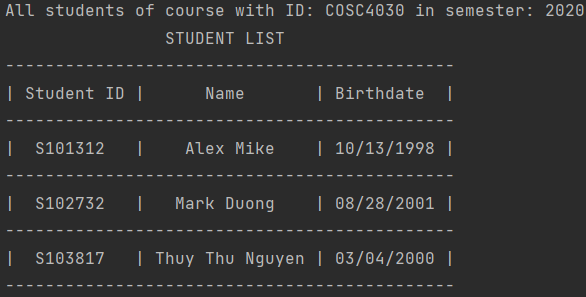 All students of course with ID: COSC4030 in semester: 2020
STUDENT LIST
---------------------------------------------
| Student ID |      Name       | Birthdate  |
---------------------------------------------
|  S101312   |    Alex Mike    | 10/13/1998 |
---------------------------------------------
|  S102732   |   Mark Duong    | 08/28/2001 |
---------------------------------------------
|  S103817   | Thuy Thu Nguyen | 03/04/2000 |
---------------------------------------------